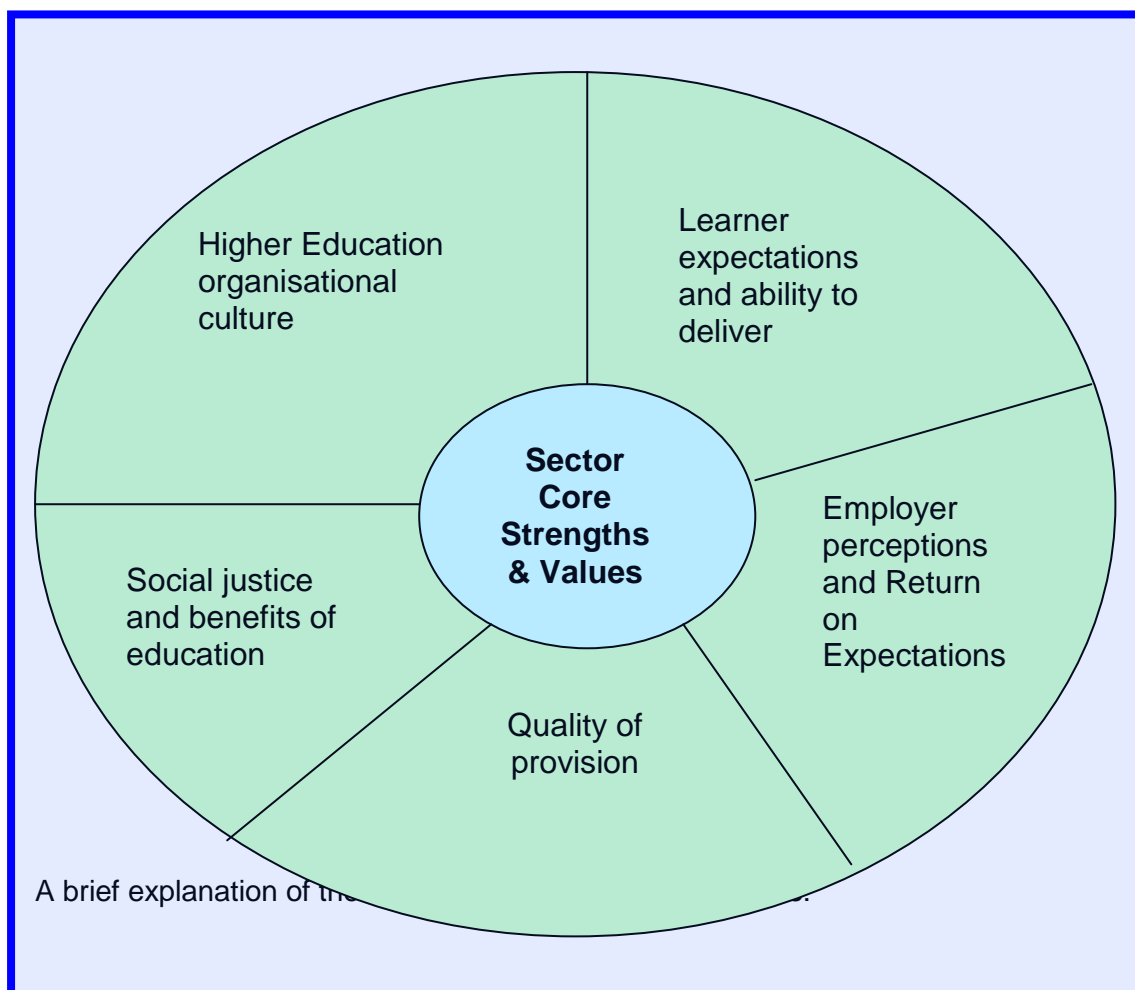 Higher Education
organisational
culture
Learner
expectations
and ability to
deliver
Sector
Core
Strengths
& Values
Employer
perceptions
and Return
on
Expectations
Social justice
and benefits of
education
Quality of
provision
A brief explanation of